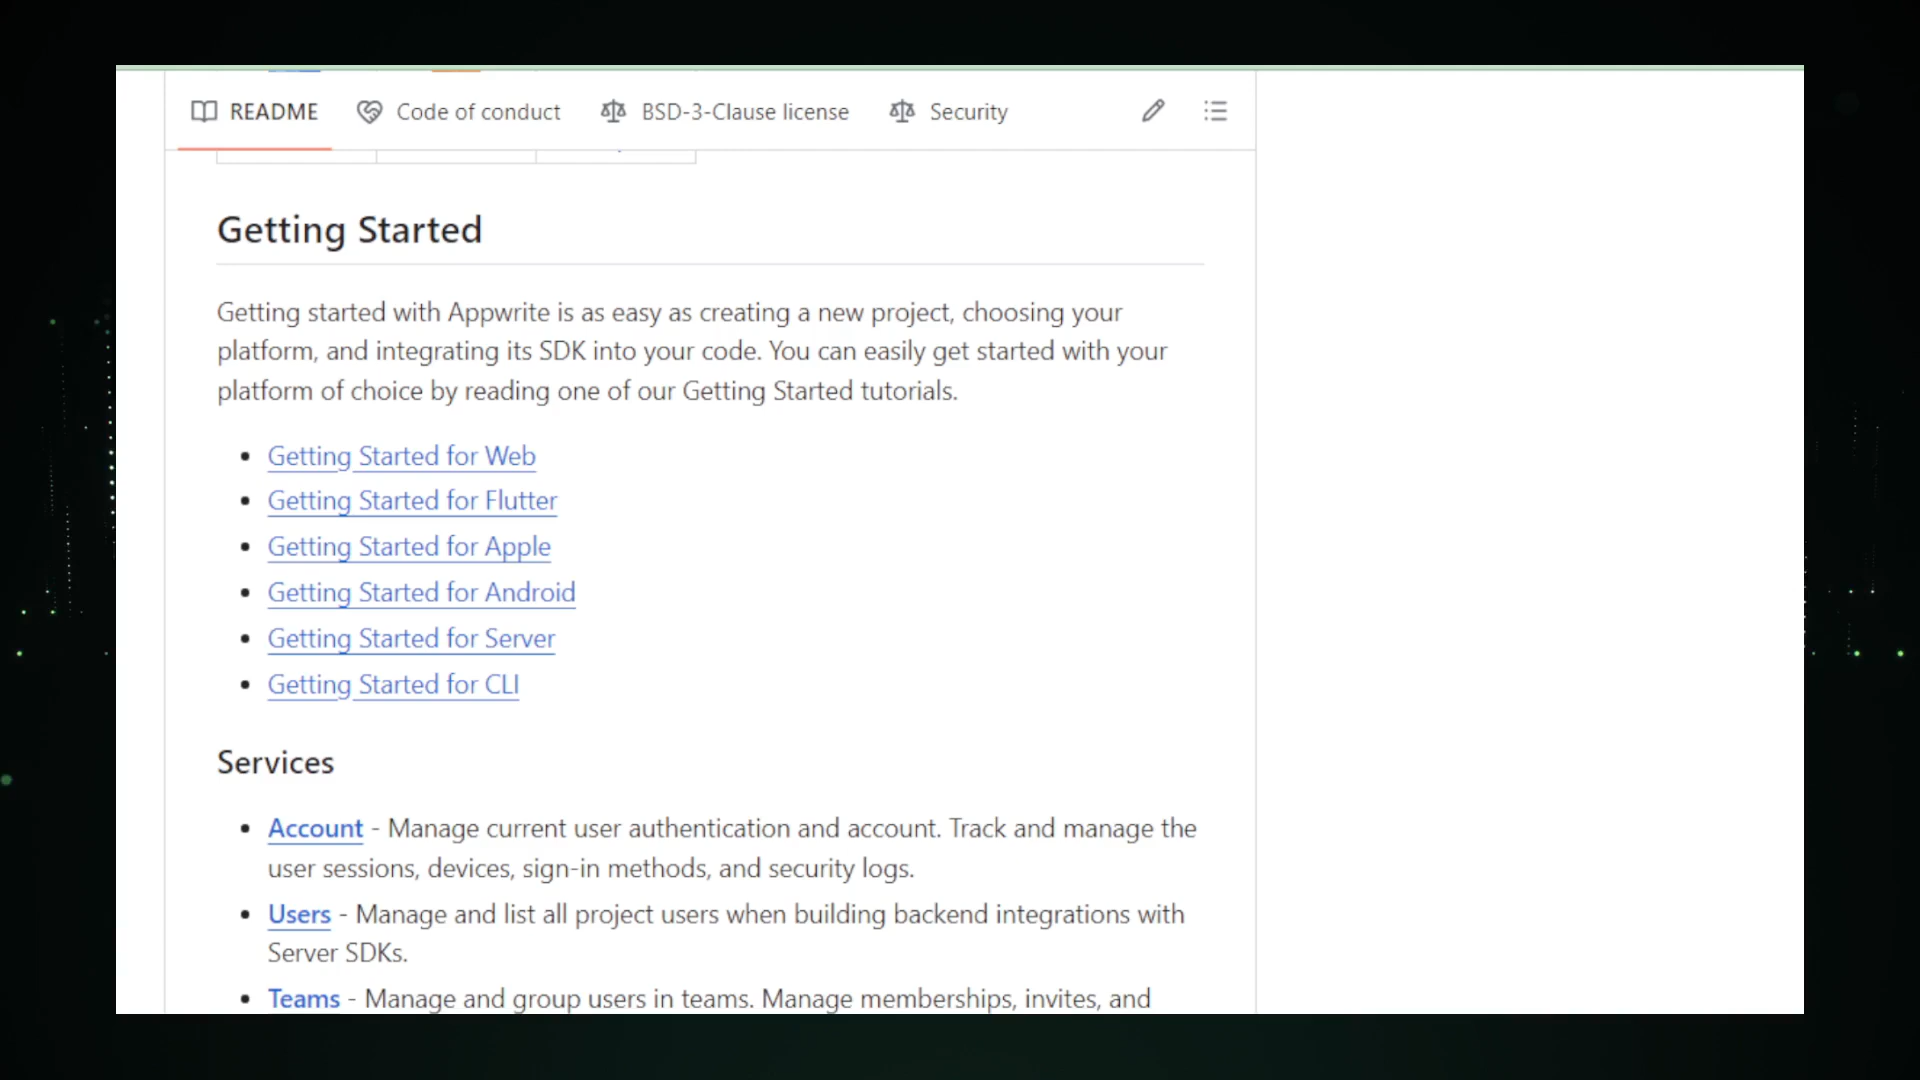 README Code of conduct BSD-3-Clause license Security
Getting Started
Getting started with Appwrite is as easy as creating a new project, choosing your
platform, and integrating its SDK into your code. You can easily get started with your
platform of choice by reading one of our Getting Started tutorials.
• Getting Started for Web
• Getting Started for Flutter
• Getting Started for Apple
• Getting Started for Android
• Getting Started for Server
• Getting Started for CLI
Services
• Account - Manage current user authentication and account. Track and manage the
user sessions, devices, sign-in methods, and security logs.
• Users - Manage and list all project users when building backend integrations with
Server SDKs.
• Teams - Manage and group users in teams. Manage memberships, invites, and